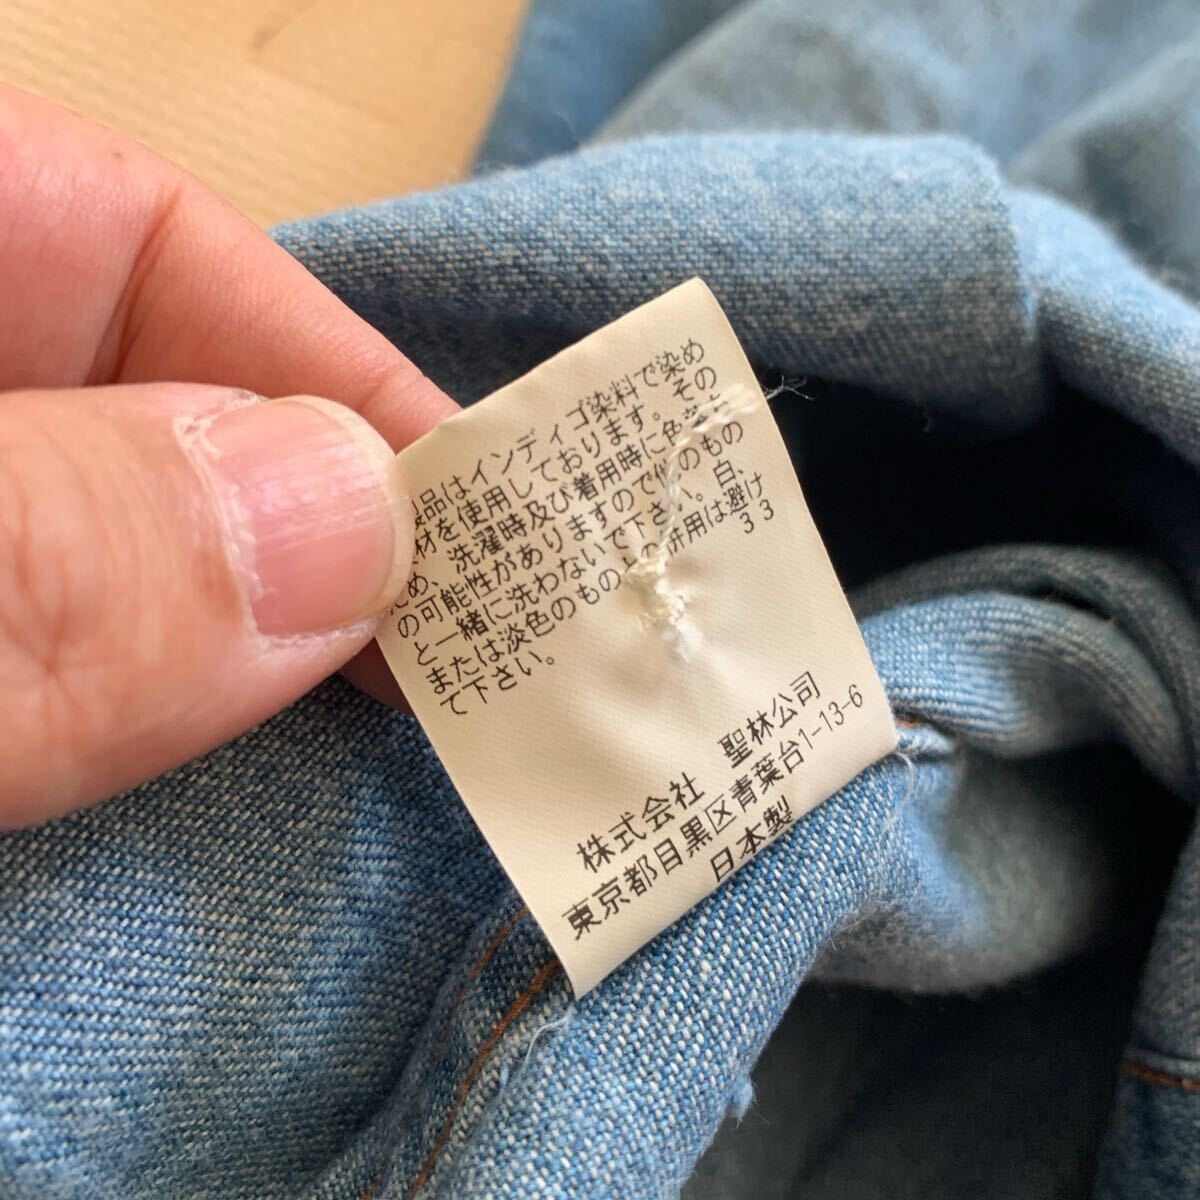 品はインディゴ染料で染め
材を使用しております。その
め、洗濯時及び着用時に色
の可能性がありますので他のもの
と一緒に洗わないで下さい。白、
または淡色のものとの併用は避け
て下さい。
33
株式会社 聖林公司
東京都目黒区青葉台1-13-6
日本製